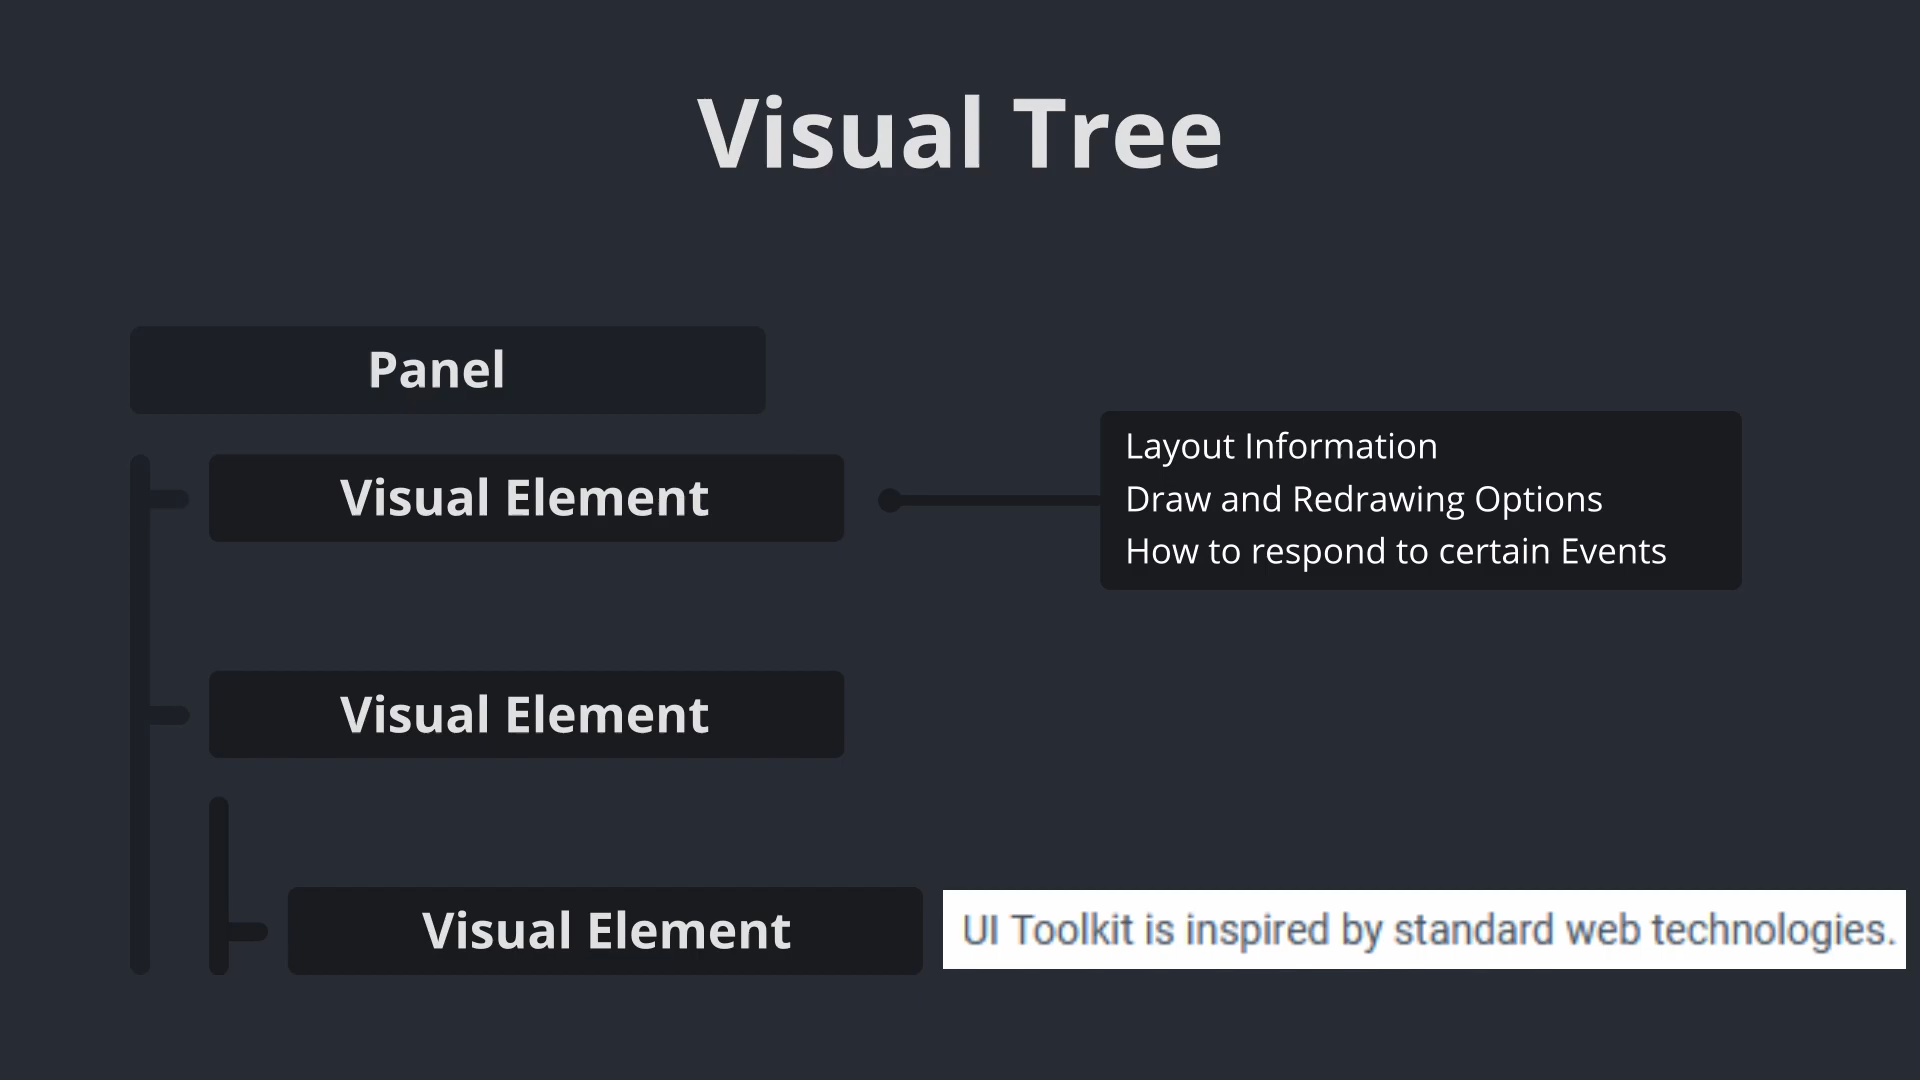 Visual Tree
Panel
Visual Element
Layout Information
Draw and Redrawing Options
How to respond to certain Events
Visual Element
Visual Element
UI Toolkit is inspired by standard web technologies.